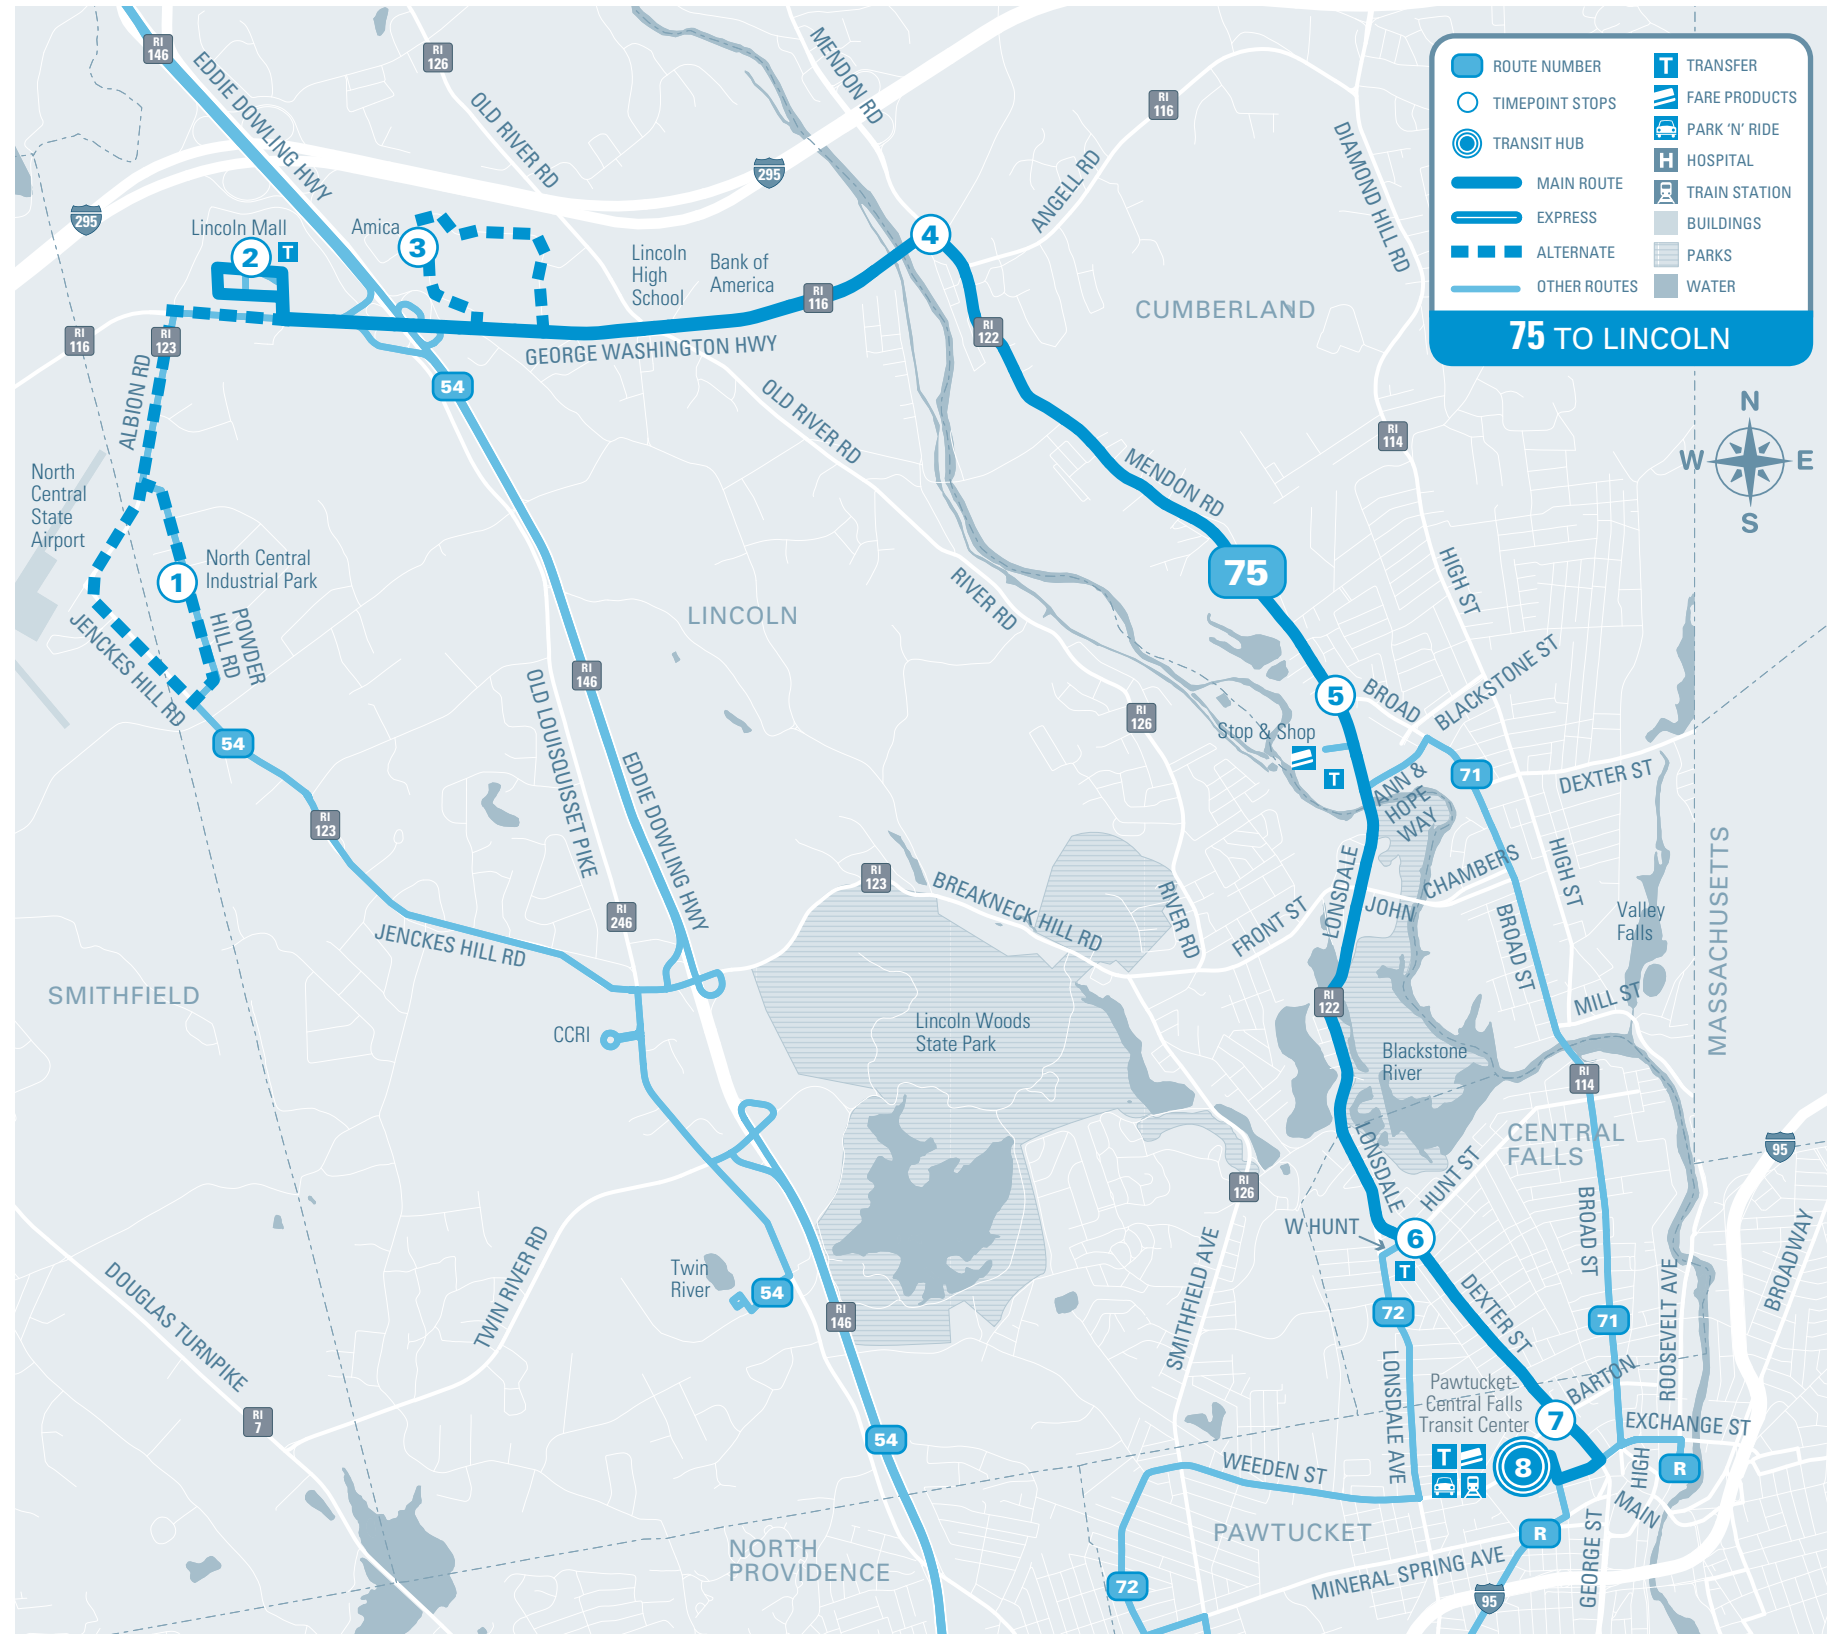 RI
146
EDDIE DOWLING HWY
RI
126
OLD RIVER RD
MENDON RD
RI
116
ANGELL RD
DIAMOND HILL RD
295
295
ROUTE NUMBER
TIMEPOINT STOPS
TRANSIT HUB
MAIN ROUTE
EXPRESS
ALTERNATE
OTHER ROUTES
T
TRANSFER
FARE PRODUCTS
PARK ‘N’ RIDE
H
HOSPITAL
TRAIN STATION
BUILDINGS
PARKS
WATER
75 TO LINCOLN
N
W
E
S
Lincoln Mall
2
T
Amica
3
Lincoln
High
School
Bank of
America
4
RI
116
CUMBERLAND
RI
122
RI
116
RI
123
GEORGE WASHINGTON HWY
54
ALBION RD
OLD RIVER RD
RI
114
MENDON RD
North
Central
State
Airport
North Central
Industrial Park
1
75
HIGH ST
RIVER RD
LINCOLN
JENCKES HILL RD
POWDER
HILL RD
RI
146
OLD LOUISQUISSET PIKE
5
BROAD
BLACKSTONE ST
RI
126
Stop & Shop
T
54
EDDIE DOWLING HWY
ANN &
HOPE
WAY
71
DEXTER ST
RI
123
MASSACHUSETTS
RI
123
BREAKNECK HILL RD
RIVER RD
FRONT ST
LONSDALE
JOHN
CHAMBERS
HIGH ST
BROAD ST
Valley
Falls
RI
246
JENCKES HILL RD
SMITHFIELD
RI
122
MILL ST
CCRI
Lincoln Woods
State Park
Blackstone
River
RI
114
CENTRAL
FALLS
95
LONSDALE
HUNT ST
RI
126
BROAD ST
W HUNT
6
T
SMITHFIELD AVE
TWIN RIVER RD
DOUGLAS TURNPIKE
Twin
River
54
RI
146
72
DEXTER ST
71
ROOSEVELT AVE
BROADWAY
LONSDALE AVE
Pawtucket-
Central Falls
Transit Center
BARTON
7
EXCHANGE ST
RI
7
54
T
8
HIGH
R
WEEDEN ST
MAIN
PAWTUCKET
R
NORTH
PROVIDENCE
MINERAL SPRING AVE
GEORGE ST
72
95